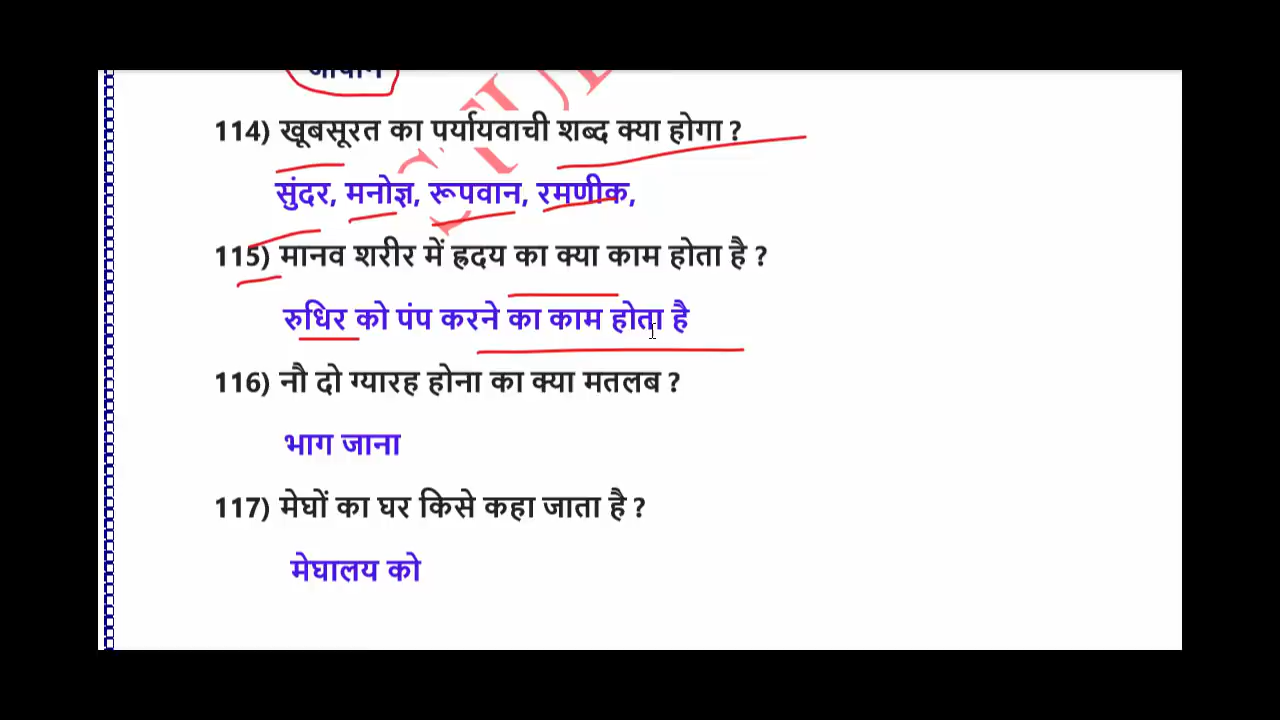 114) खूबसूरत का पर्यायवाची शब्द क्या होगा ?
सुंदर, मनोज्ञ, रूपवान, रमणीक,
115) मानव शरीर में ह्रदय का क्या काम होता है ?
रुधिर को पंप करने का काम होता है
116) नौ दो ग्यारह होना का क्या मतलब ?
भाग जाना
117) मेघों का घर किसे कहा जाता है ?
मेघालय को